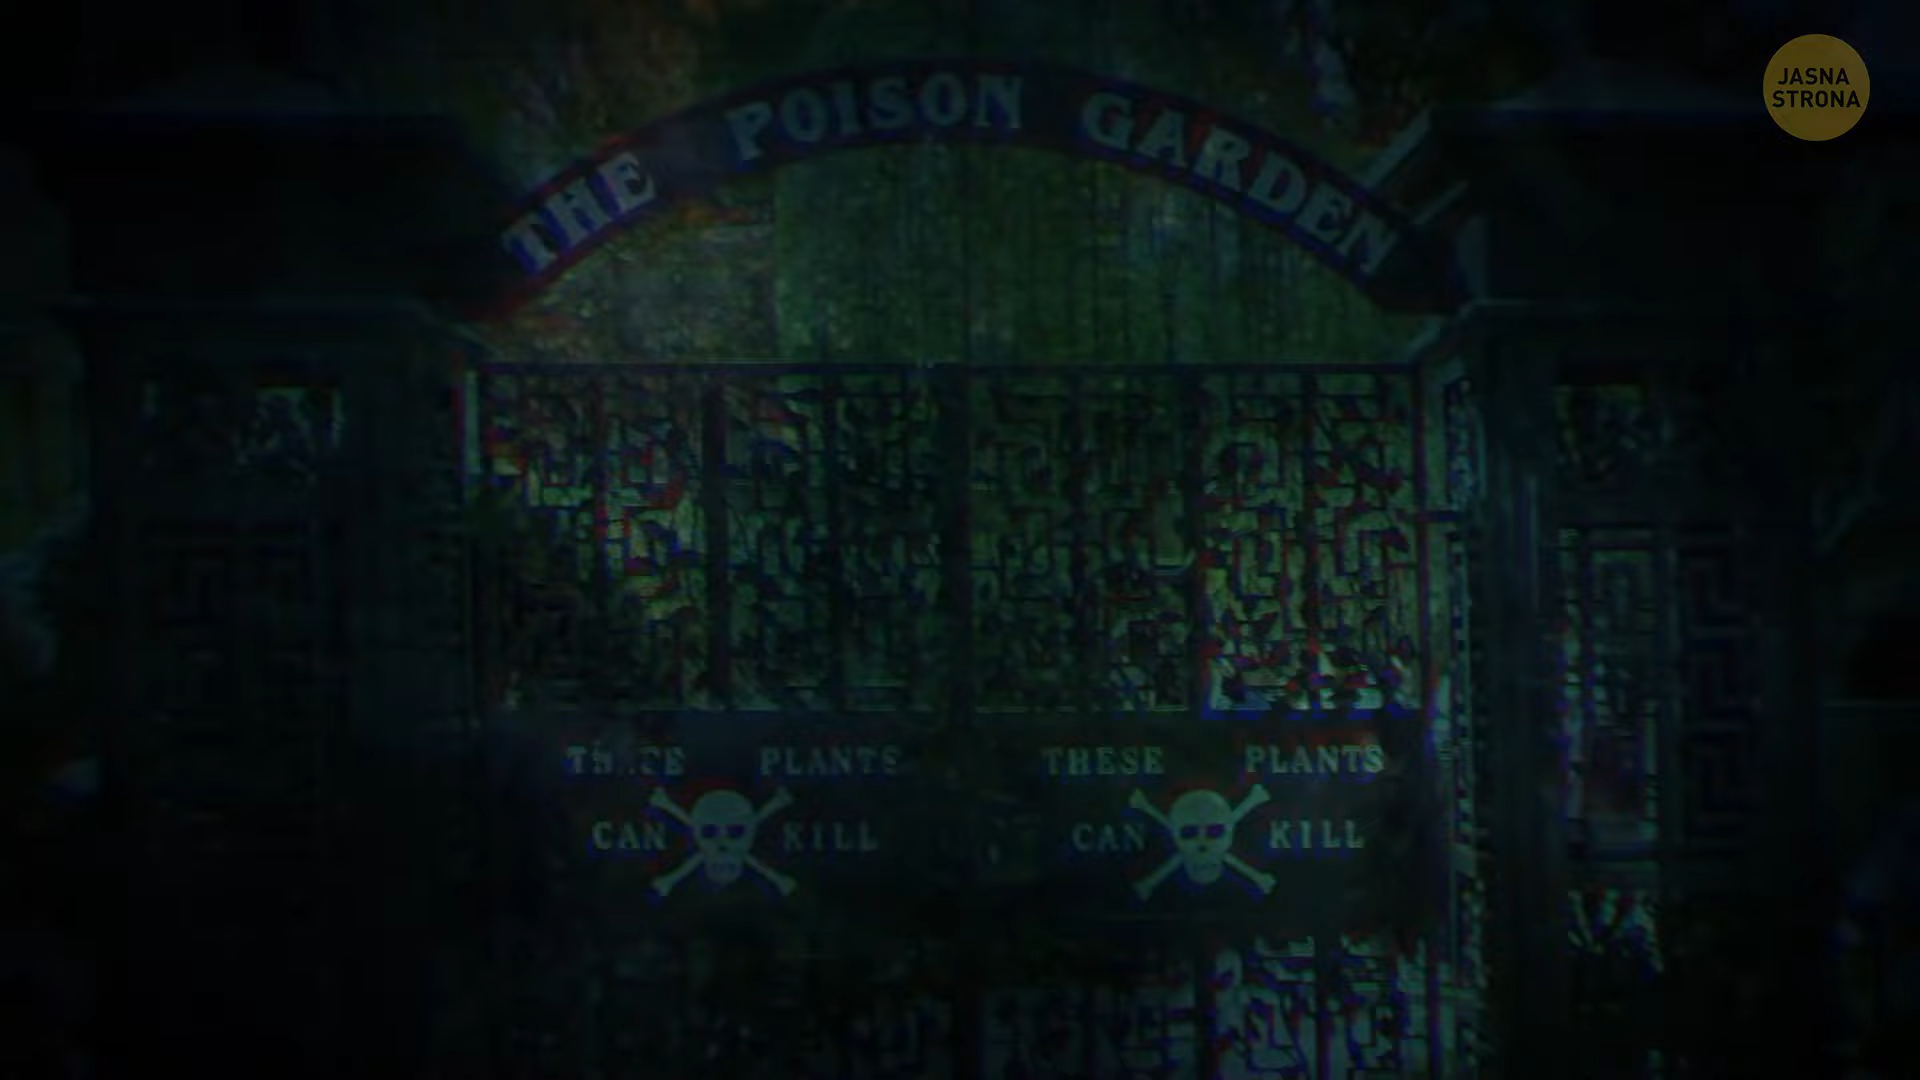 JASNA
STRONA
THE POISON GARDEN
PLANTS
CAN KILL
THESE PLANTS
CAN KILL